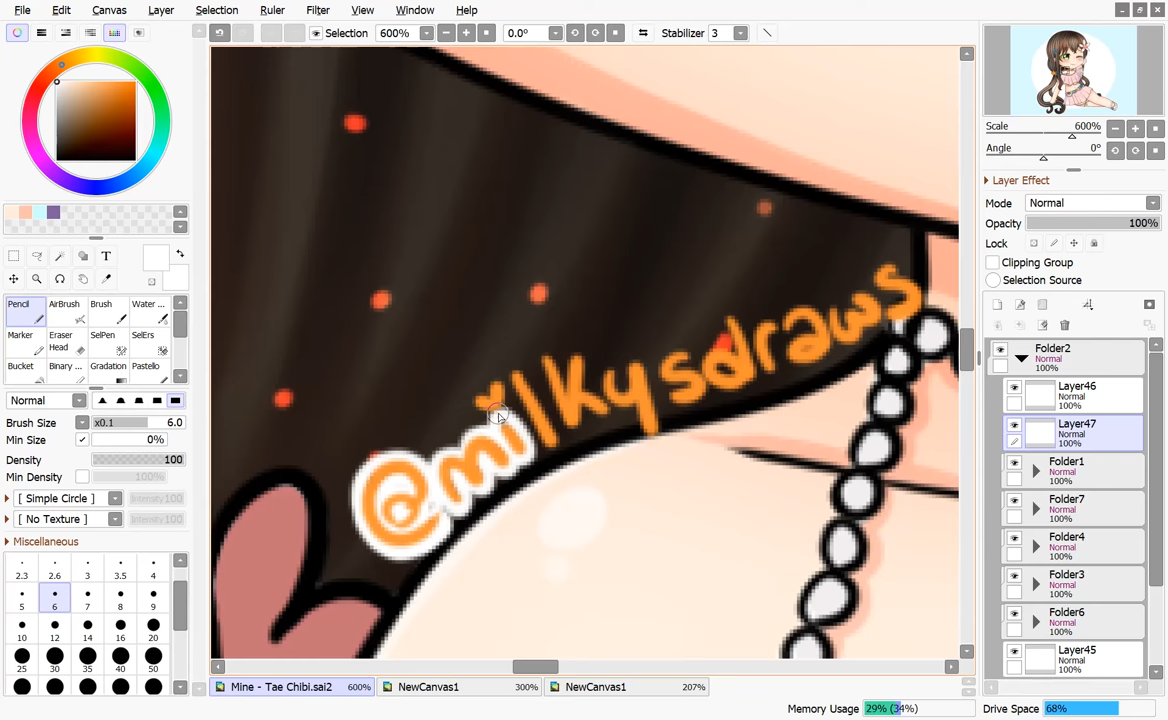 File Edit Canvas Layer Selection Ruler Filter View Window Help
Selection 600% 0.0° Stabilizer 3
Scale 600%
Angle 0°
Layer Effect
Mode Normal
Opacity 100%
Lock
Clipping Group
Selection Source
Pencil AirBrush Brush Water ...
Marker Eraser Head SelPen SelErs
Bucket Binary ... Gradation Pastello
Normal
Brush Size x0.1 6.0
Min Size 0%
Density 100
Min Density 100%
[ Simple Circle ] Intensity 100
[ No Texture ] Intensity 100
Miscellaneous
2.3 2.6 3 3.5 4
5 6 7 8 9
10 12 14 16 20
25 30 35 40 50
@milkysdraws
Folder2
Normal
100%
Layer46
Normal
100%
Layer47
Normal
100%
Folder1
Normal
100%
Folder7
Normal
100%
Folder4
Normal
100%
Folder3
Normal
100%
Folder6
Normal
100%
Layer45
Normal
100%
Mine - Tae Chibi.sai2 600% NewCanvas1 300% NewCanvas1 207%
Memory Usage 29% (34%) Drive Space 68%